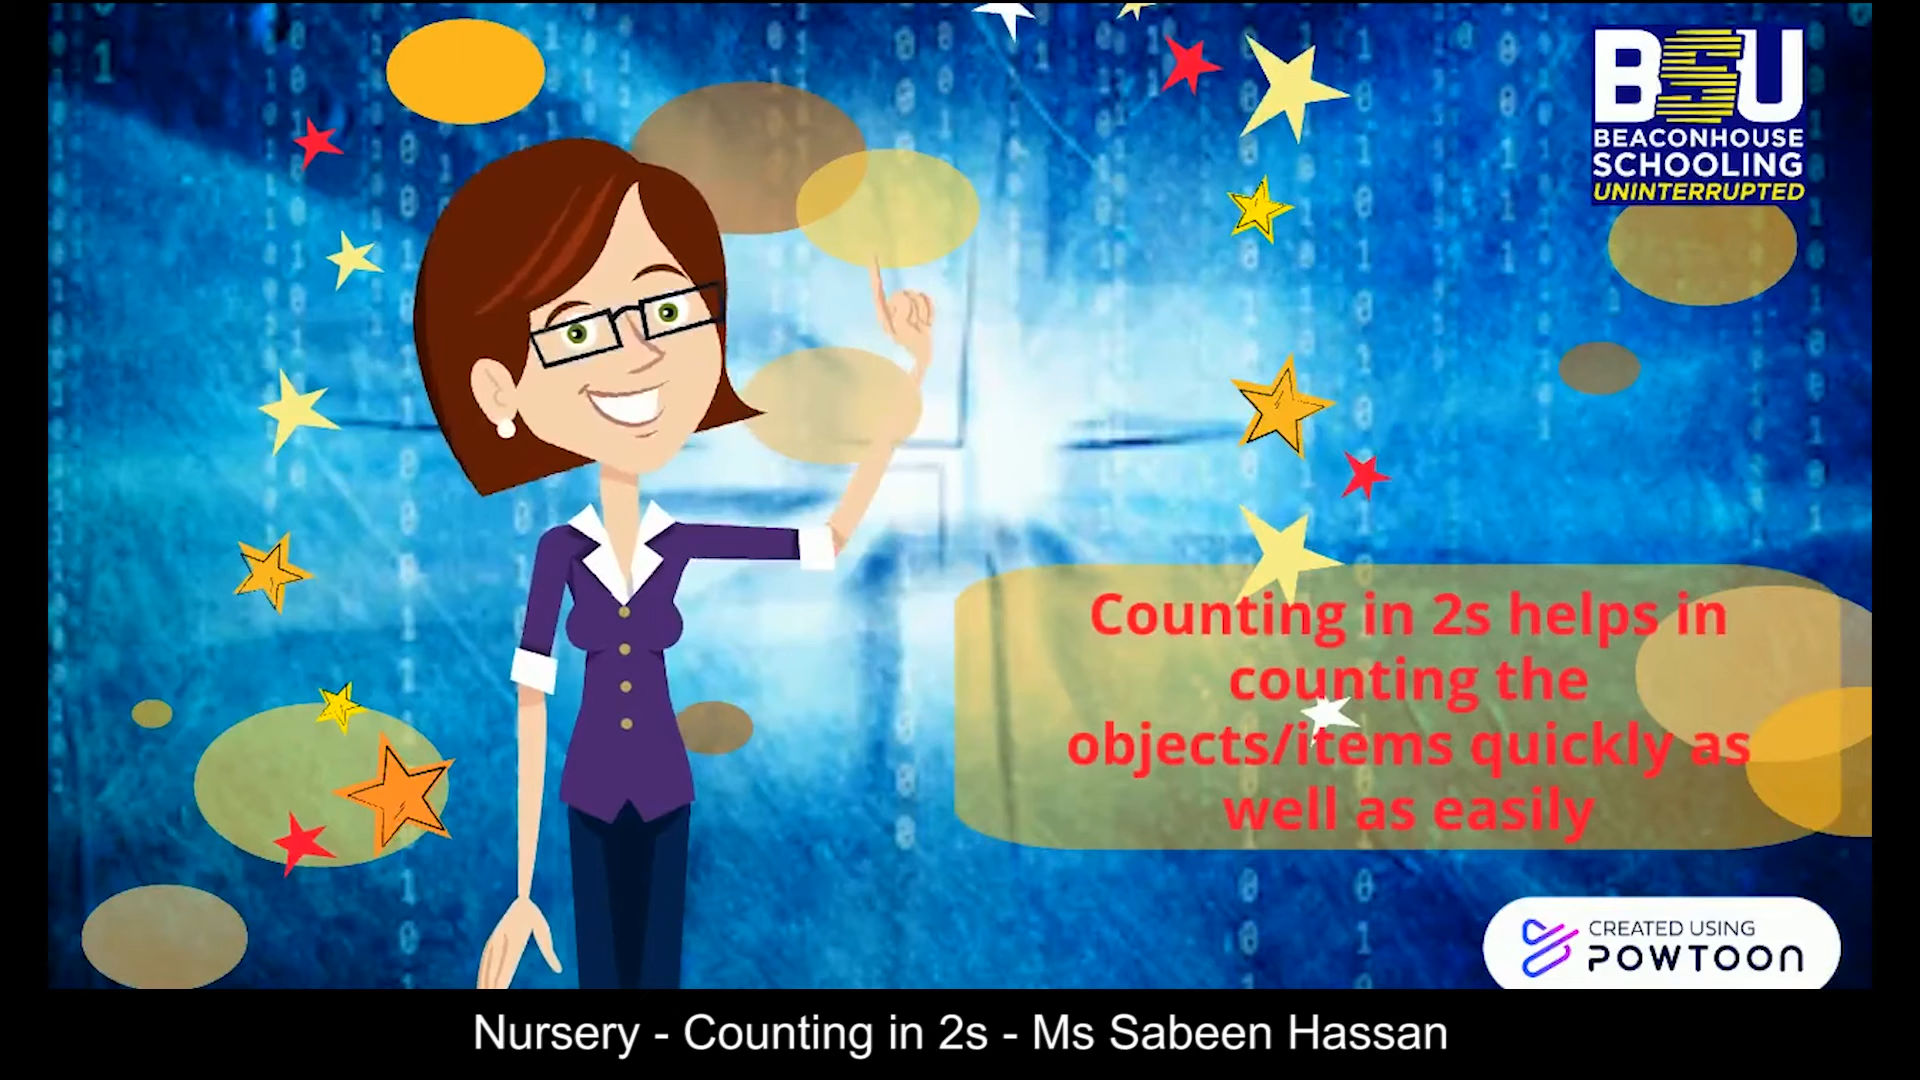 BSU
BEACONHOUSE
SCHOOLING
UNINTERRUPTED
Counting in 2s helps in
counting the
objects/items quickly as
well as easily
CREATED USING
POWTOON
Nursery - Counting in 2s - Ms Sabeen Hassan